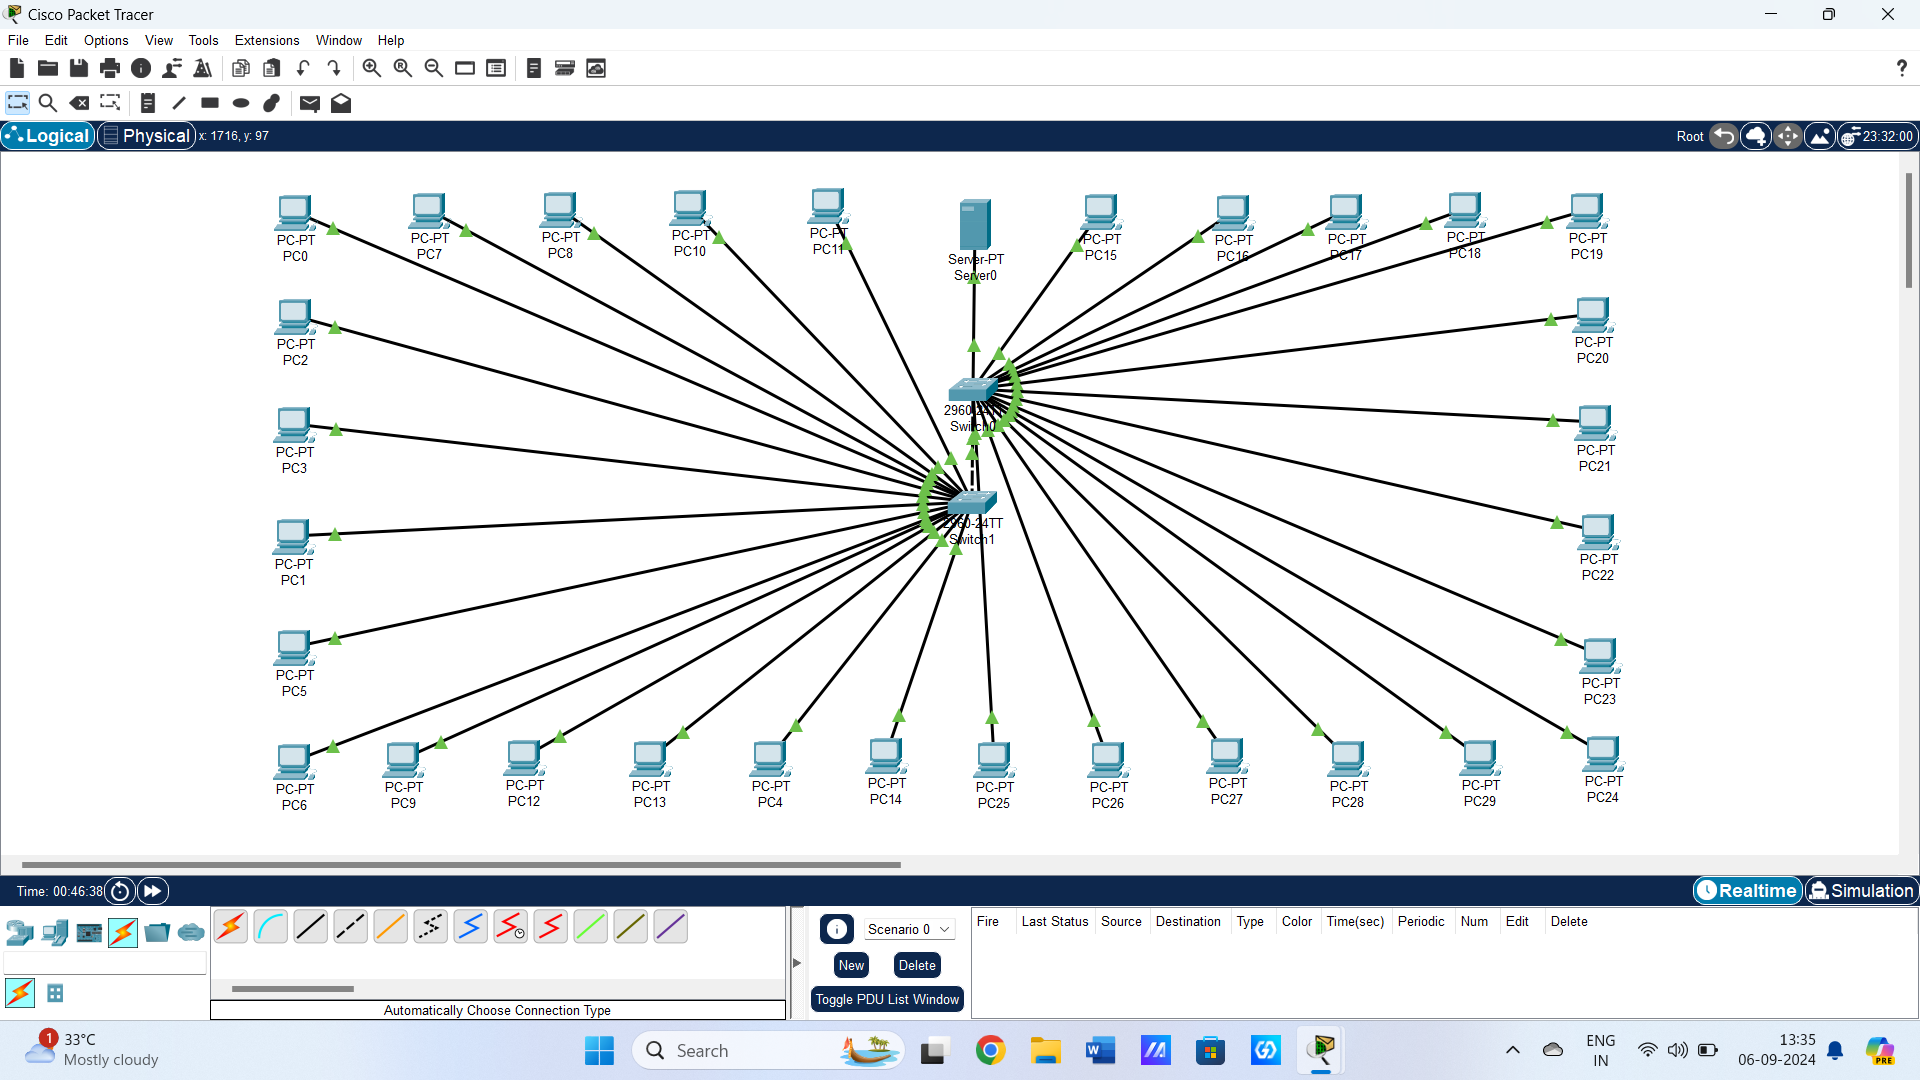 Cisco Packet Tracer
File Edit Options View Tools Extensions Window Help
?
Logical Physical x: 1716, y: 97 Root 23:32:00
PC-PT
PC0
PC-PT
PC7
PC-PT
PC8
PC-PT
PC10
PC-PT
PC11
Server-PT
Server0
PC-PT
PC15
PC-PT
PC16
PC-PT
PC17
PC-PT
PC18
PC-PT
PC19
PC-PT
PC2
PC-PT
PC20
2960-24TT
Switch0
PC-PT
PC3
PC-PT
PC21
2960-24TT
Switch1
PC-PT
PC1
PC-PT
PC22
PC-PT
PC5
PC-PT
PC23
PC-PT
PC6
PC-PT
PC9
PC-PT
PC12
PC-PT
PC13
PC-PT
PC4
PC-PT
PC14
PC-PT
PC25
PC-PT
PC26
PC-PT
PC27
PC-PT
PC28
PC-PT
PC29
PC-PT
PC24
Time: 00:46:38 Realtime Simulation
Scenario 0
New Delete
Toggle PDU List Window
Fire Last Status Source Destination Type Color Time(sec) Periodic Num Edit Delete
Automatically Choose Connection Type
1
33°C
Mostly cloudy
Search
ENG
IN
13:35
06-09-2024
PRE